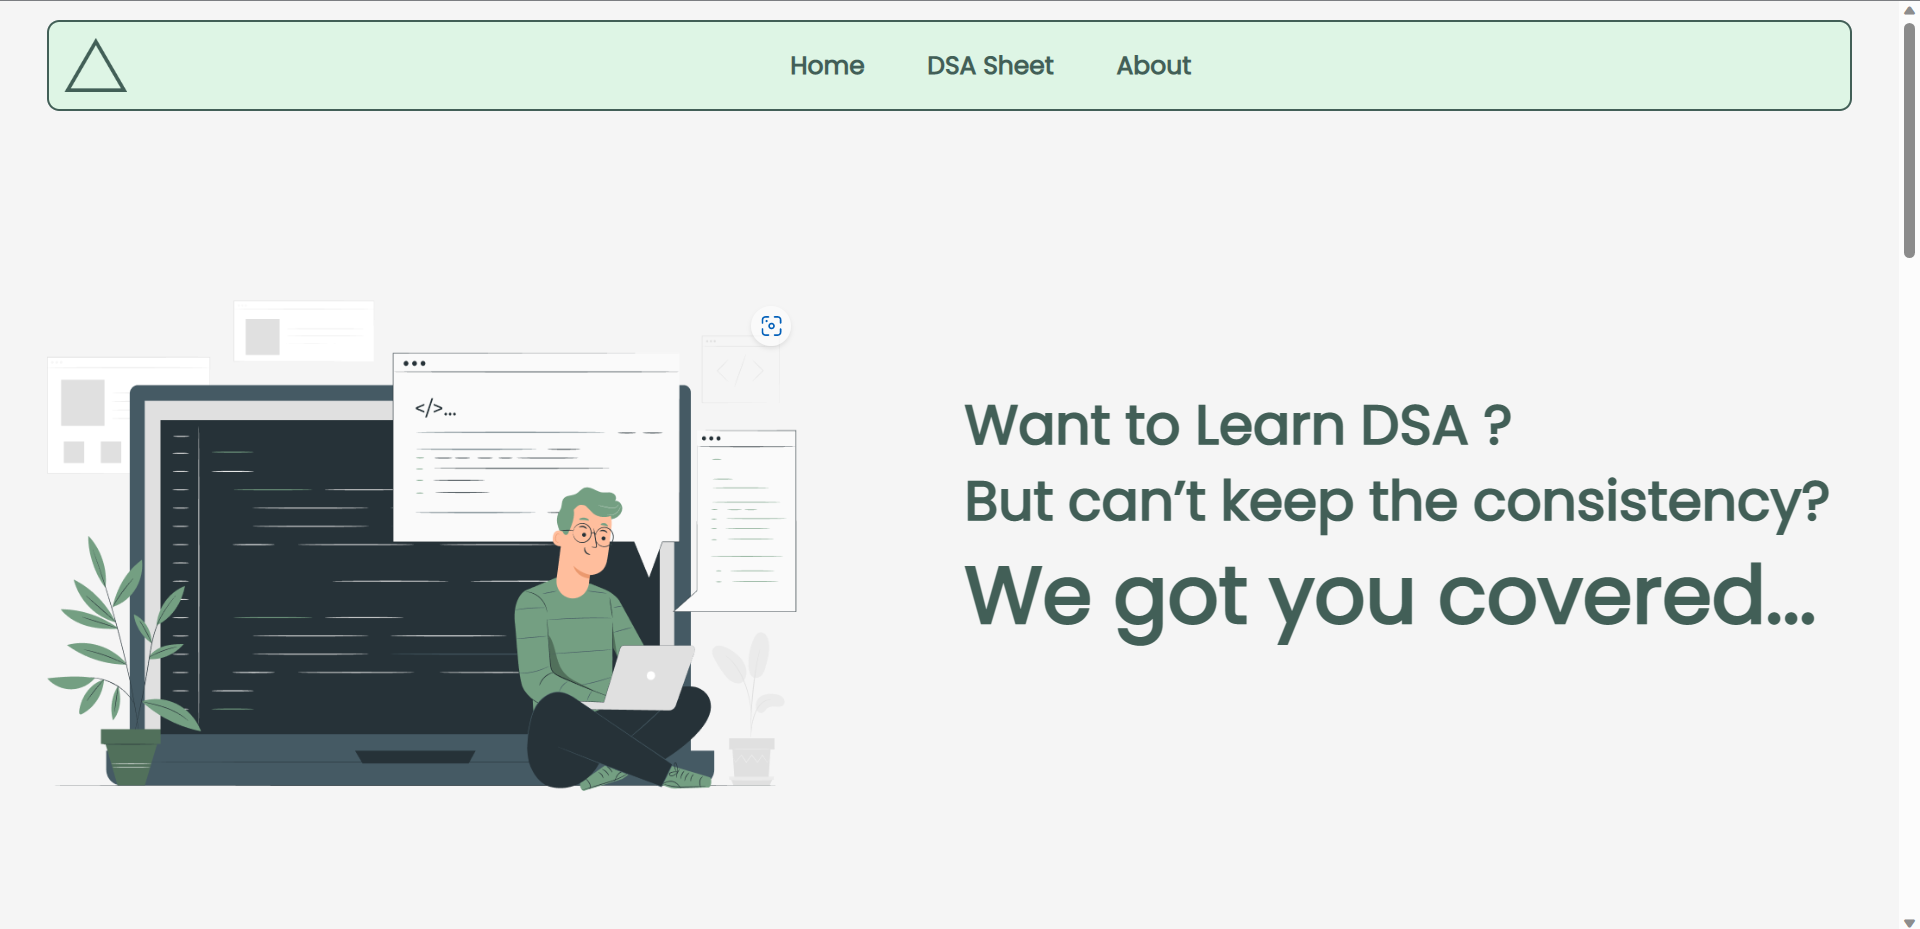 Home
DSA Sheet
About
</>...
Want to Learn DSA ?
But can’t keep the consistency?
We got you covered...